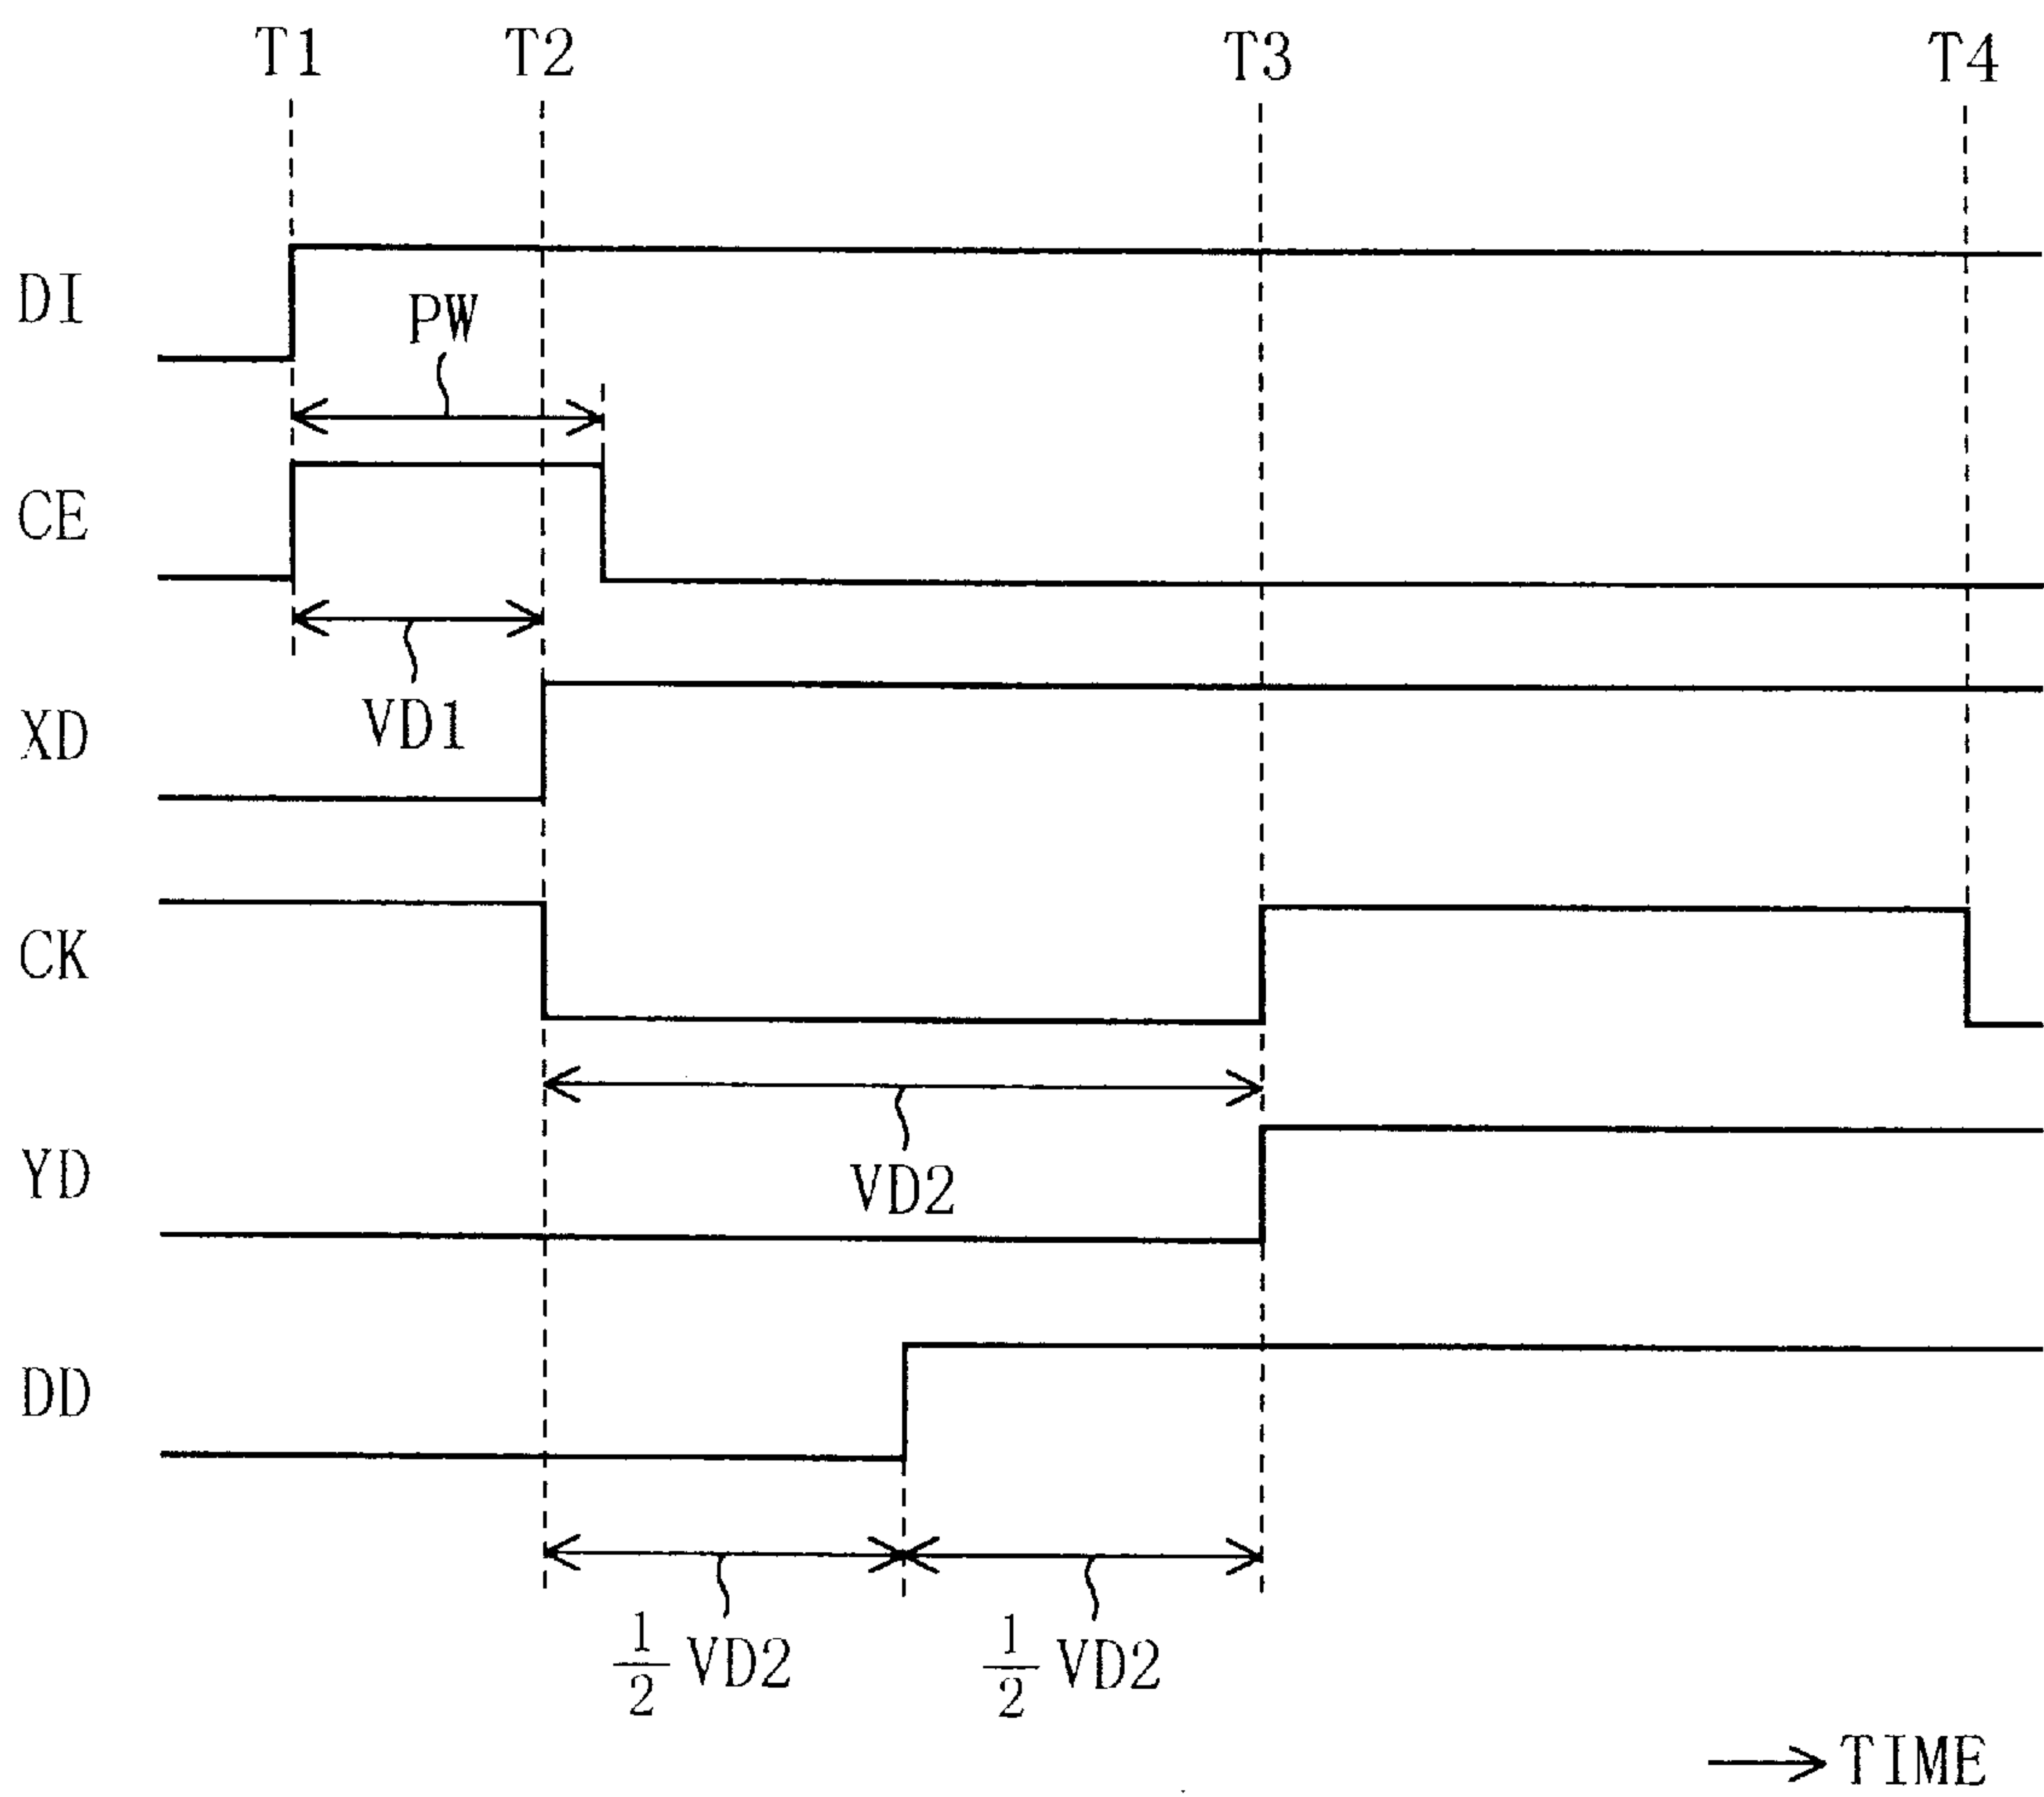 T1 T2 T3 T4
DI
PW
CE
VD1
XD
CK
VD2
YD
DD
1/2 VD2 1/2 VD2
TIME